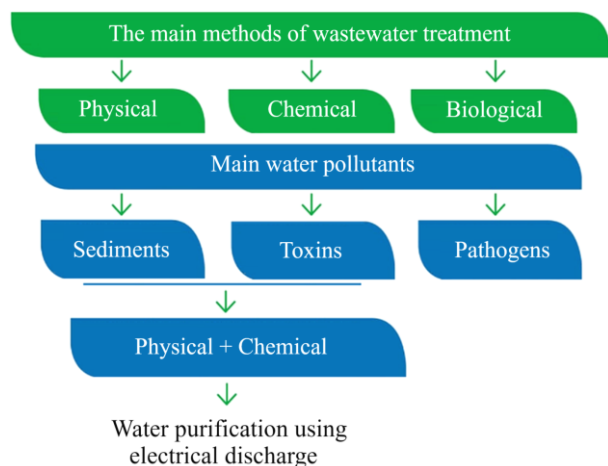 The main methods of wastewater treatment
Physical
Chemical
Biological
Main water pollutants
Sediments
Toxins
Pathogens
Physical + Chemical
Water purification using
electrical discharge